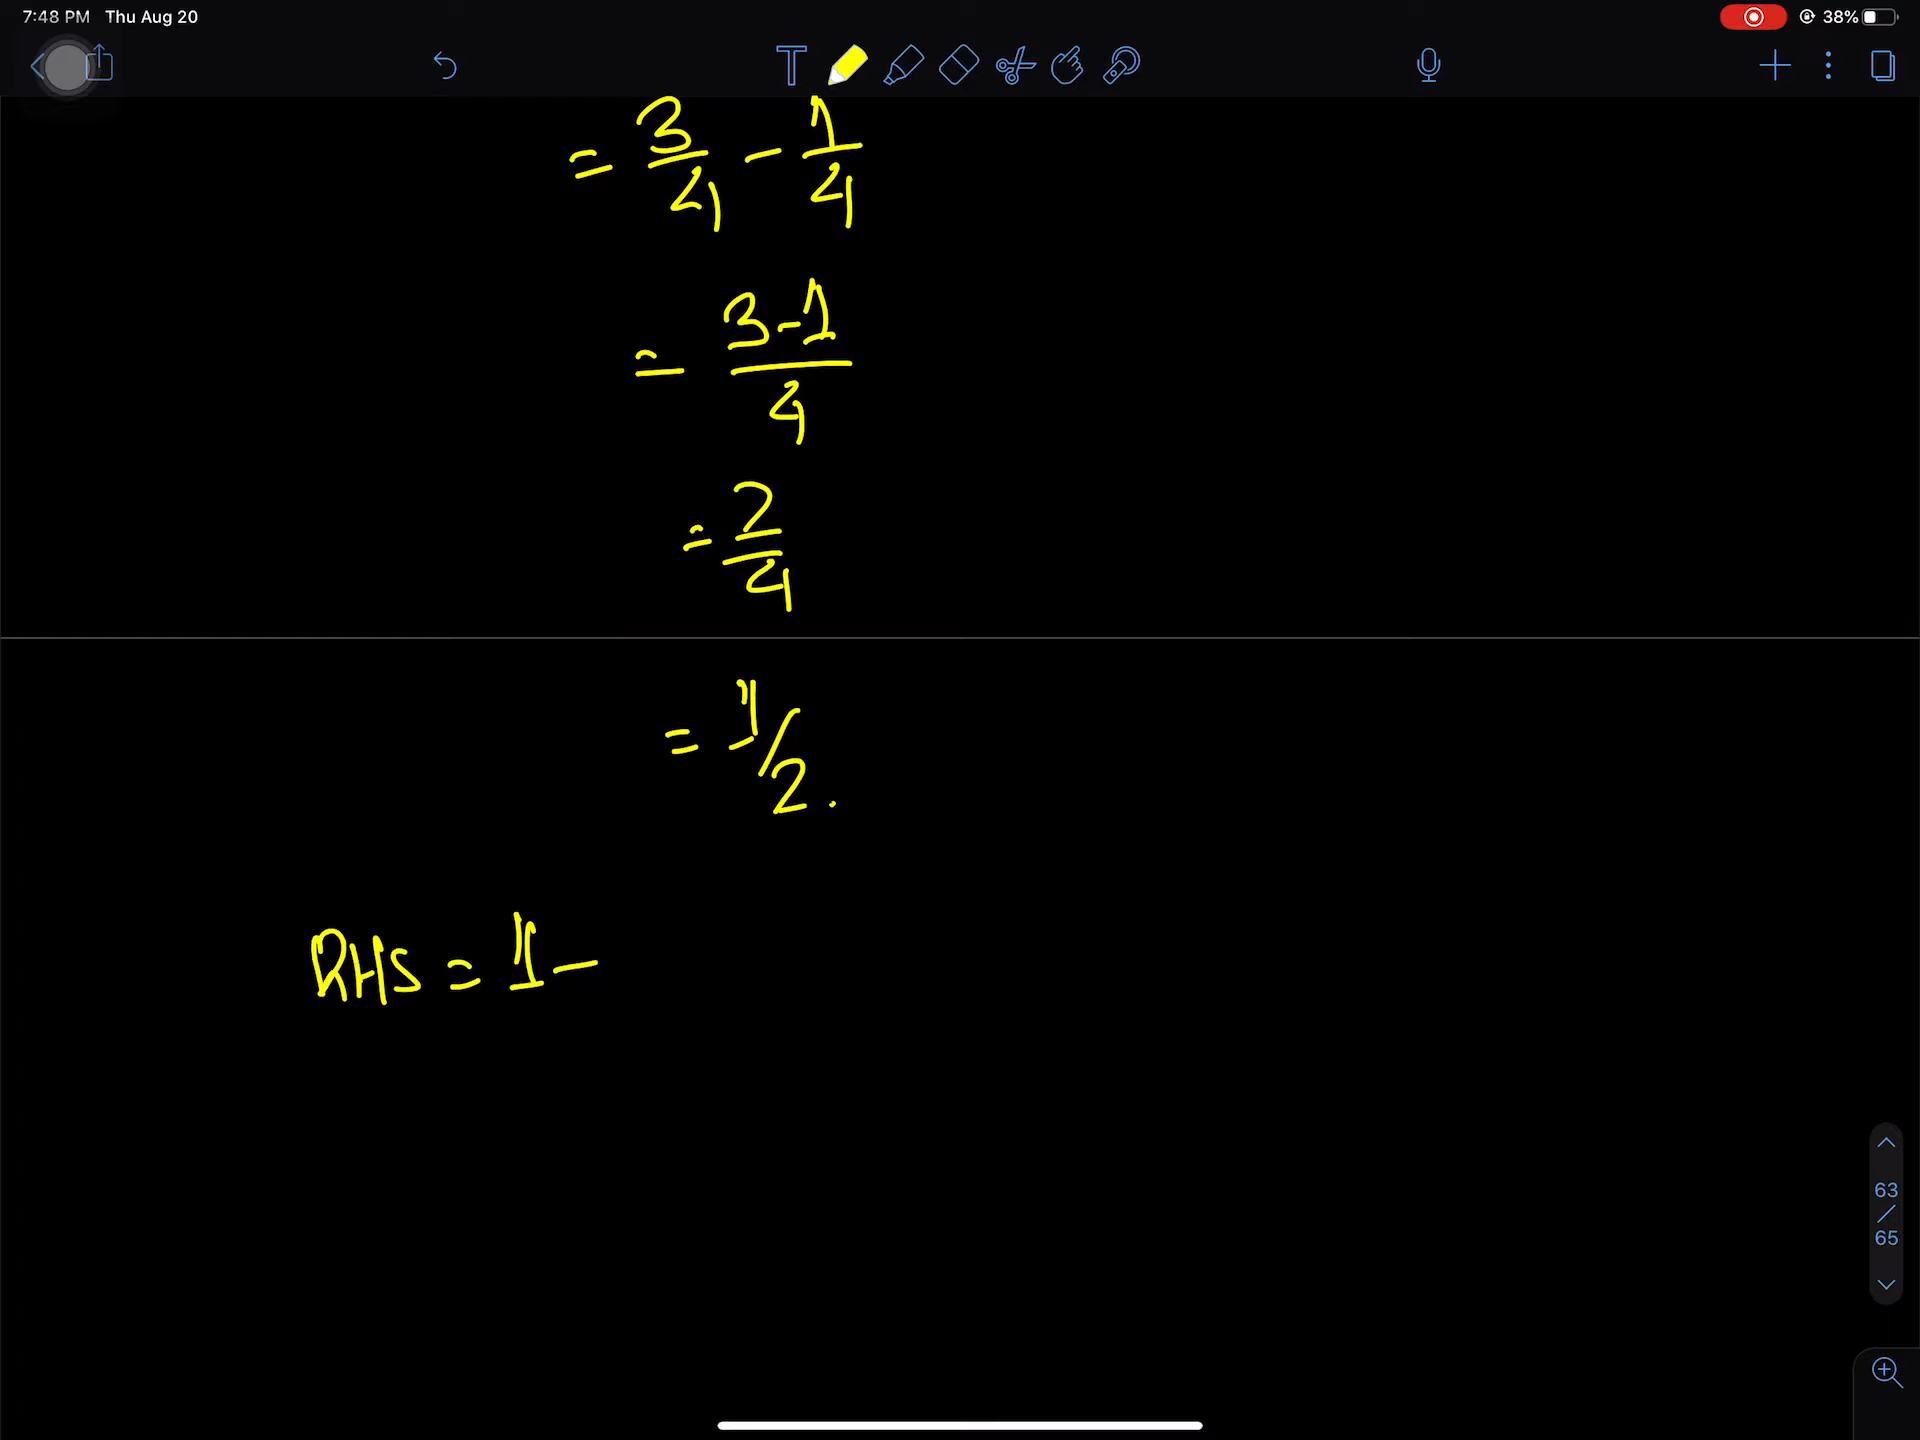 7:48 PM Thu Aug 20 38%
T
= 3/4 - 1/4
= 3-1/4
= 2/4
= 1/2.
RHS = 1 -
63
/
65